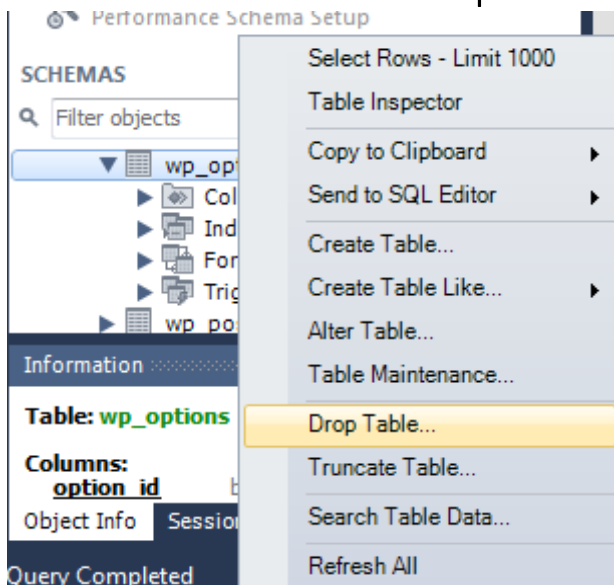 Performance Schema Setup
SCHEMAS
Filter objects
wp_opt
Col
Ind
For
Trig
wp_pos
Information
Table: wp_options
Columns:
option_id
Object Info Session
Query Completed
Select Rows - Limit 1000
Table Inspector
Copy to Clipboard
Send to SQL Editor
Create Table...
Create Table Like...
Alter Table...
Table Maintenance...
Drop Table...
Truncate Table...
Search Table Data...
Refresh All